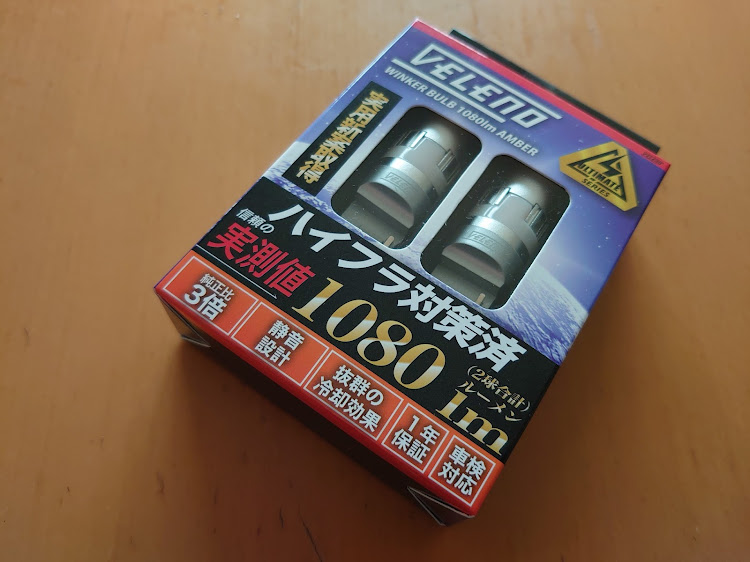 VELENO
WINKER BULB 1080lm AMBER
実用新案取得
ULTIMATE
SERIES
VELENO
VELENO
ハイフラ対策済
信頼の
実測値
1080
(2球合計)
ルーメン
lm
純正比
3倍
静音
設計
抜群の
冷却効果
1年
保証
車検
対応